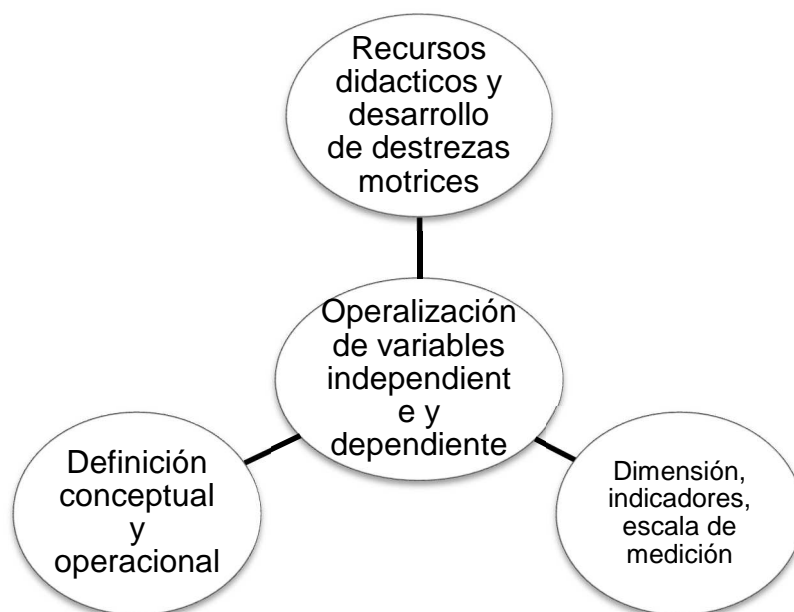 Recursos
didacticos y
desarrollo
de destrezas
motrices
Operalización
de variables
independient
e y
dependiente
Definición
conceptual
y
operacional
Dimensión,
indicadores,
escala de
medición